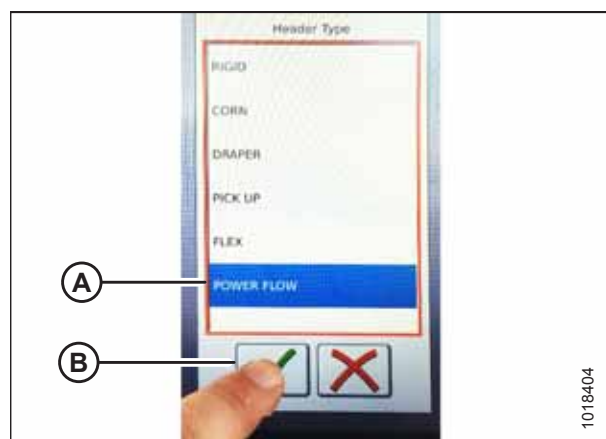 Header Type
RIGID
CORN
DRAPER
PICK UP
FLEX
POWER FLOW
A
B
1018404